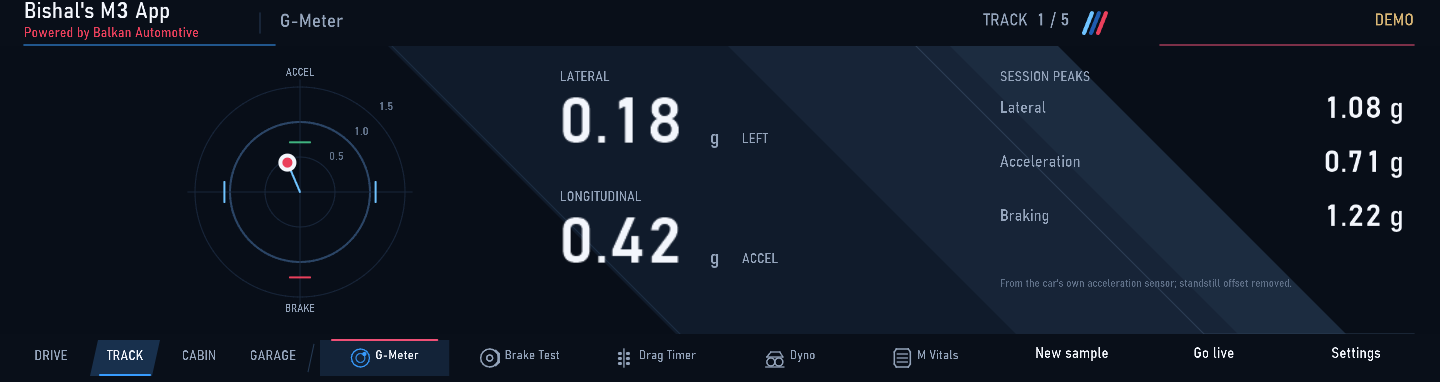 Bishal's M3 App
Powered by Balkan Automotive
G-Meter
TRACK 1 / 5
DEMO
ACCEL
1.5
1.0
0.5
BRAKE
LATERAL
0.18 g LEFT
LONGITUDINAL
0.42 g ACCEL
SESSION PEAKS
Lateral 1.08 g
Acceleration 0.71 g
Braking 1.22 g
From the car's own acceleration sensor; standstill offset removed.
DRIVE TRACK CABIN GARAGE G-Meter Brake Test Drag Timer Dyno M Vitals New sample Go live Settings